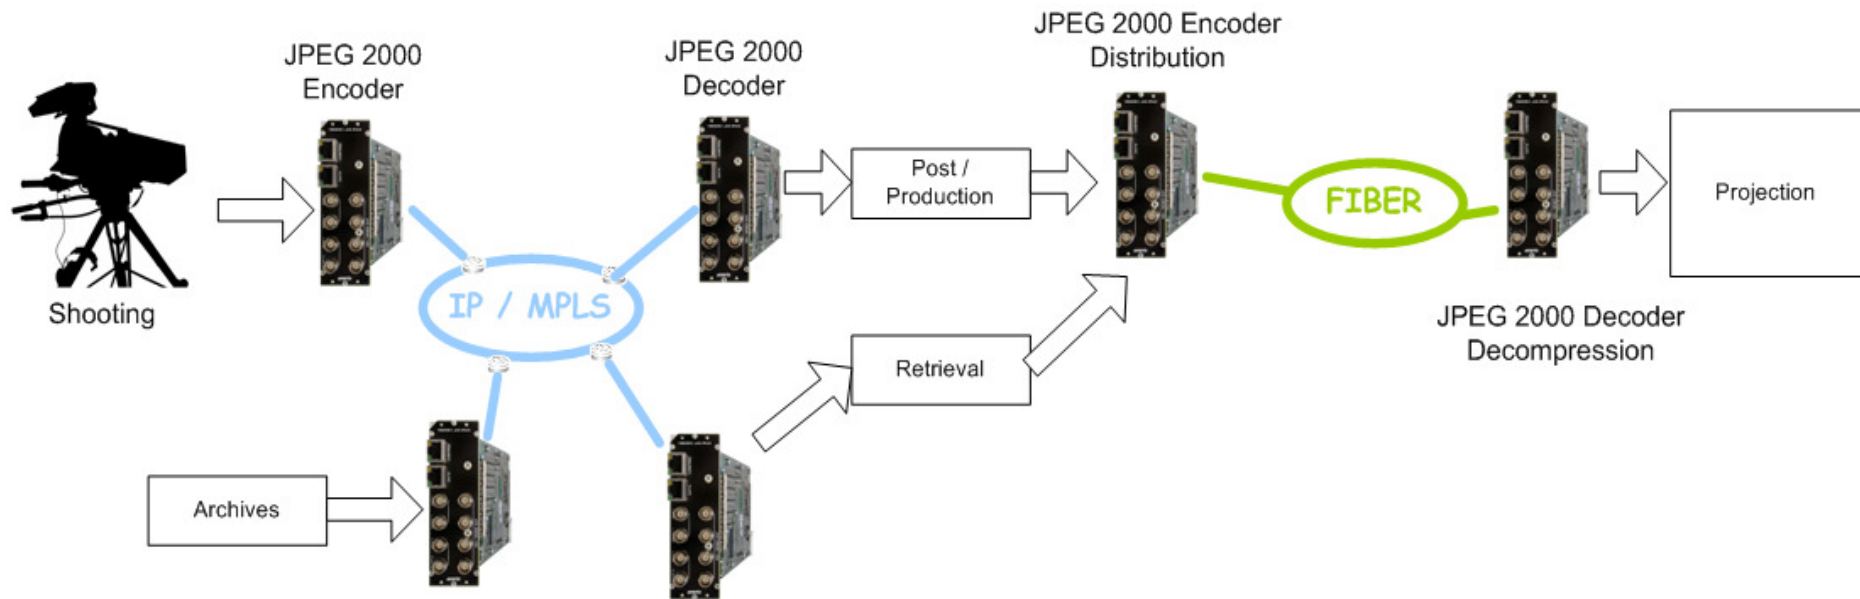 JPEG 2000
Encoder
JPEG 2000
Decoder
JPEG 2000 Encoder
Distribution
Shooting
IP / MPLS
Post /
Production
FIBER
Projection
Retrieval
JPEG 2000 Decoder
Decompression
Archives